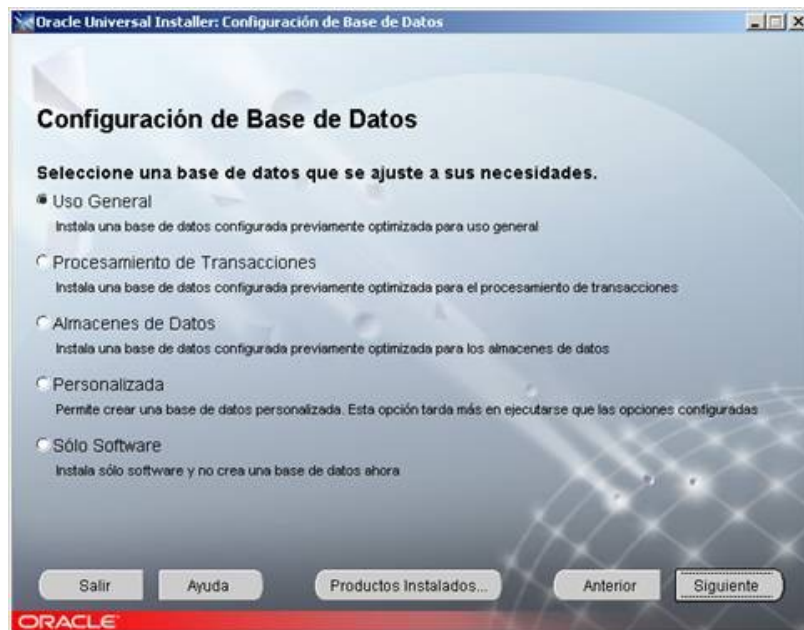 Oracle Universal Installer: Configuración de Base de Datos
Configuración de Base de Datos
Seleccione una base de datos que se ajuste a sus necesidades.
Uso General
Instala una base de datos configurada previamente optimizada para uso general
Procesamiento de Transacciones
Instala una base de datos configurada previamente optimizada para el procesamiento de transacciones
Almacenes de Datos
Instala una base de datos configurada previamente optimizada para los almacenes de datos
Personalizada
Permite crear una base de datos personalizada. Esta opción tarda más en ejecutarse que las opciones configuradas
Sólo Software
Instala sólo software y no crea una base de datos ahora
Salir Ayuda Productos Instalados... Anterior Siguiente
ORACLE